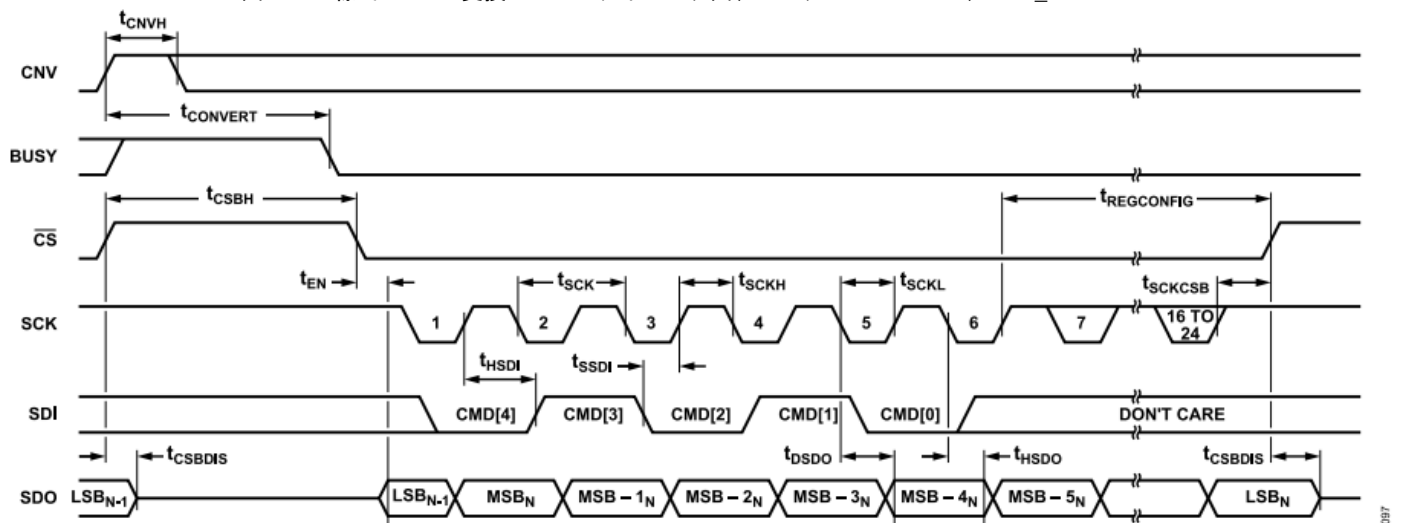 tCNVH
CNV
tCONVERT
BUSY
tCSBH
tREGCONFIG
CS
tEN
tSCK
tSCKH
tSCKL
tSCKCSB
SCK
1 2 3 4 5 6 7 16 TO 24
tHSDI
tSSDI
SDI
CMD[4] CMD[3] CMD[2] CMD[1] CMD[0] DON'T CARE
tCSBDIS
tDSDO
tHSDO
tCSBDIS
SDO
LSBN-1 LSBN-1 MSBN MSB – 1N MSB – 2N MSB – 3N MSB – 4N MSB – 5N LSBN
097